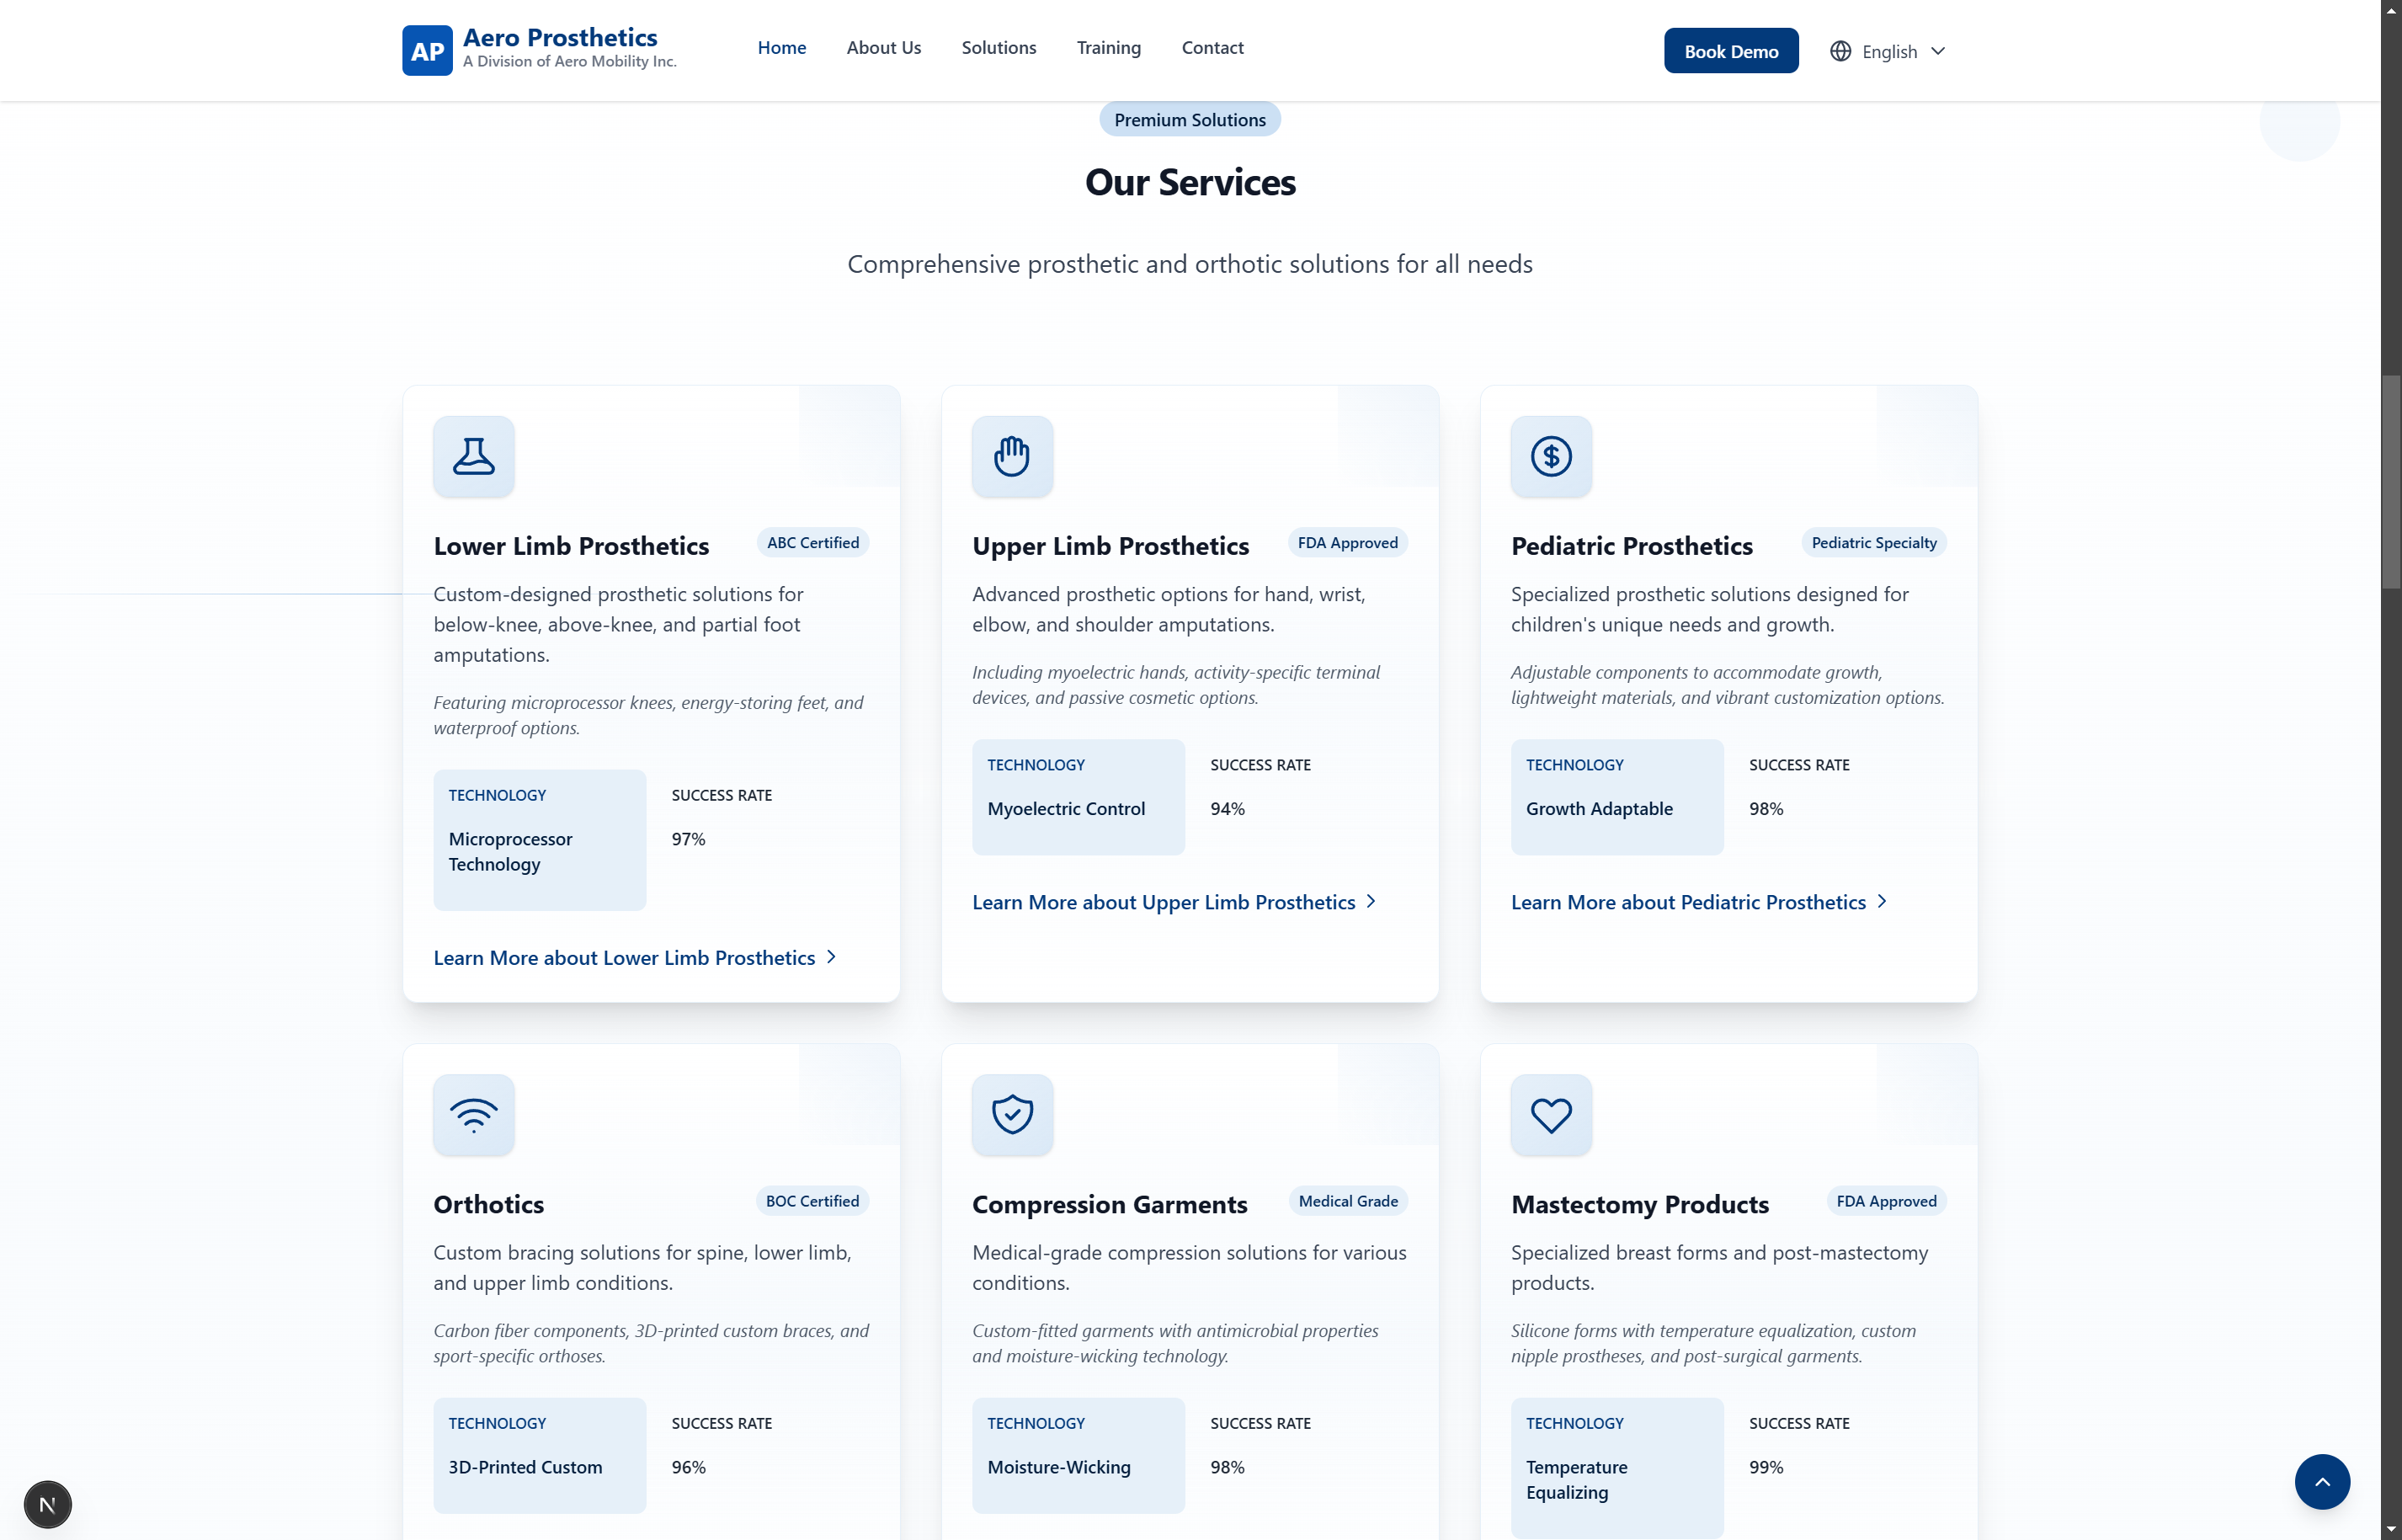 AP
Aero Prosthetics
A Division of Aero Mobility Inc.
Home
About Us
Solutions
Training
Contact
Book Demo
English
Premium Solutions
Our Services
Comprehensive prosthetic and orthotic solutions for all needs
Lower Limb Prosthetics
ABC Certified
Custom-designed prosthetic solutions for
below-knee, above-knee, and partial foot
amputations.
Featuring microprocessor knees, energy-storing feet, and
waterproof options.
TECHNOLOGY
Microprocessor
Technology
SUCCESS RATE
97%
Learn More about Lower Limb Prosthetics
Upper Limb Prosthetics
FDA Approved
Advanced prosthetic options for hand, wrist,
elbow, and shoulder amputations.
Including myoelectric hands, activity-specific terminal
devices, and passive cosmetic options.
TECHNOLOGY
Myoelectric Control
SUCCESS RATE
94%
Learn More about Upper Limb Prosthetics
$
Pediatric Prosthetics
Pediatric Specialty
Specialized prosthetic solutions designed for
children's unique needs and growth.
Adjustable components to accommodate growth,
lightweight materials, and vibrant customization options.
TECHNOLOGY
Growth Adaptable
SUCCESS RATE
98%
Learn More about Pediatric Prosthetics
Orthotics
BOC Certified
Custom bracing solutions for spine, lower limb,
and upper limb conditions.
Carbon fiber components, 3D-printed custom braces, and
sport-specific orthoses.
TECHNOLOGY
3D-Printed Custom
SUCCESS RATE
96%
Compression Garments
Medical Grade
Medical-grade compression solutions for various
conditions.
Custom-fitted garments with antimicrobial properties
and moisture-wicking technology.
TECHNOLOGY
Moisture-Wicking
SUCCESS RATE
98%
Mastectomy Products
FDA Approved
Specialized breast forms and post-mastectomy
products.
Silicone forms with temperature equalization, custom
nipple prostheses, and post-surgical garments.
TECHNOLOGY
Temperature
Equalizing
SUCCESS RATE
99%
N